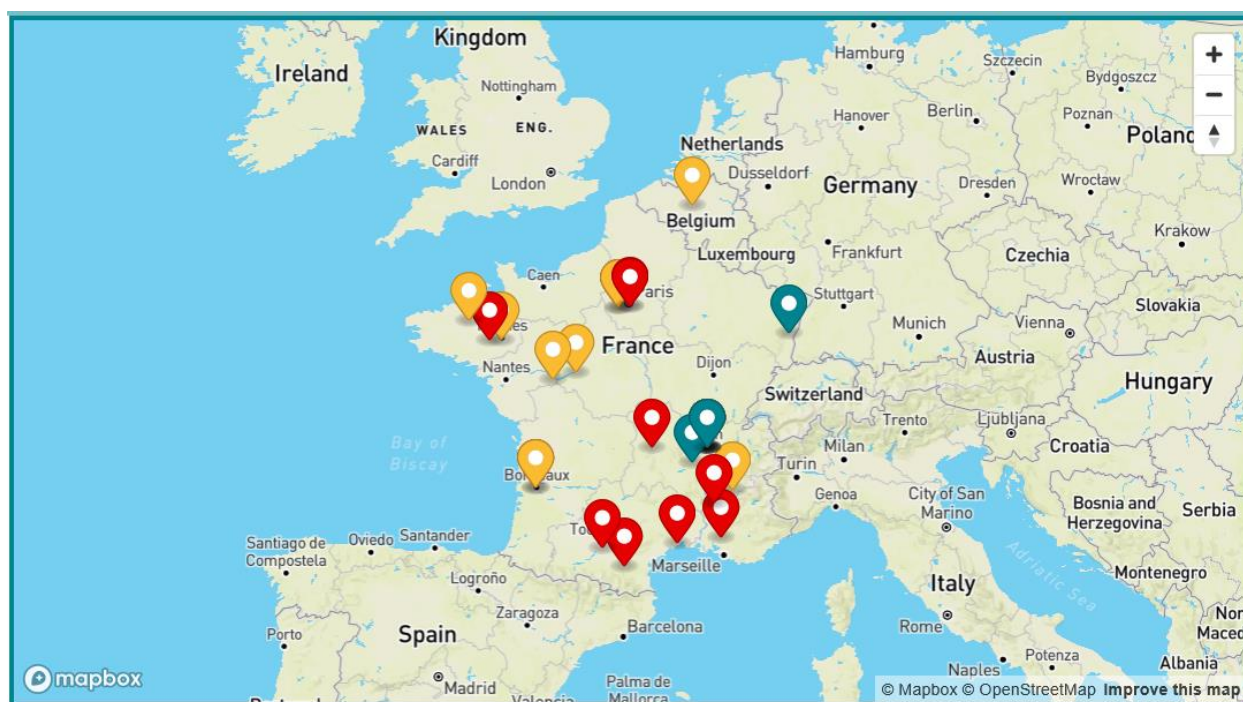 Kingdom
Ireland
Nottingham
WALES
ENG.
Cardiff
London
Hamburg
Szczecin
Bydgoszcz
Hanover
Berlin
Poznan
Poland
Netherlands
Dusseldorf
Germany
Dresden
Wrocław
Belgium
Luxembourg
Frankfurt
Czechia
Krakow
Caen
Paris
Stuttgart
Slovakia
Munich
Vienna
Nantes
France
Dijon
Austria
Switzerland
Hungary
Bay of
Biscay
Trento
Ljubljana
Croatia
Milan
Turin
Genoa
Bordeaux
City of San
Marino
Bosnia and
Herzegovina
Serbia
Santiago de
Compostela
Oviedo
Santander
Marseille
Adriatic Sea
Montenegro
Logroño
Italy
Zaragoza
Porto
Spain
Barcelona
Rome
Albania
Naples
Potenza
Madrid
Palma de
Mallorca
Valencia
mapbox
© Mapbox © OpenStreetMap Improve this map